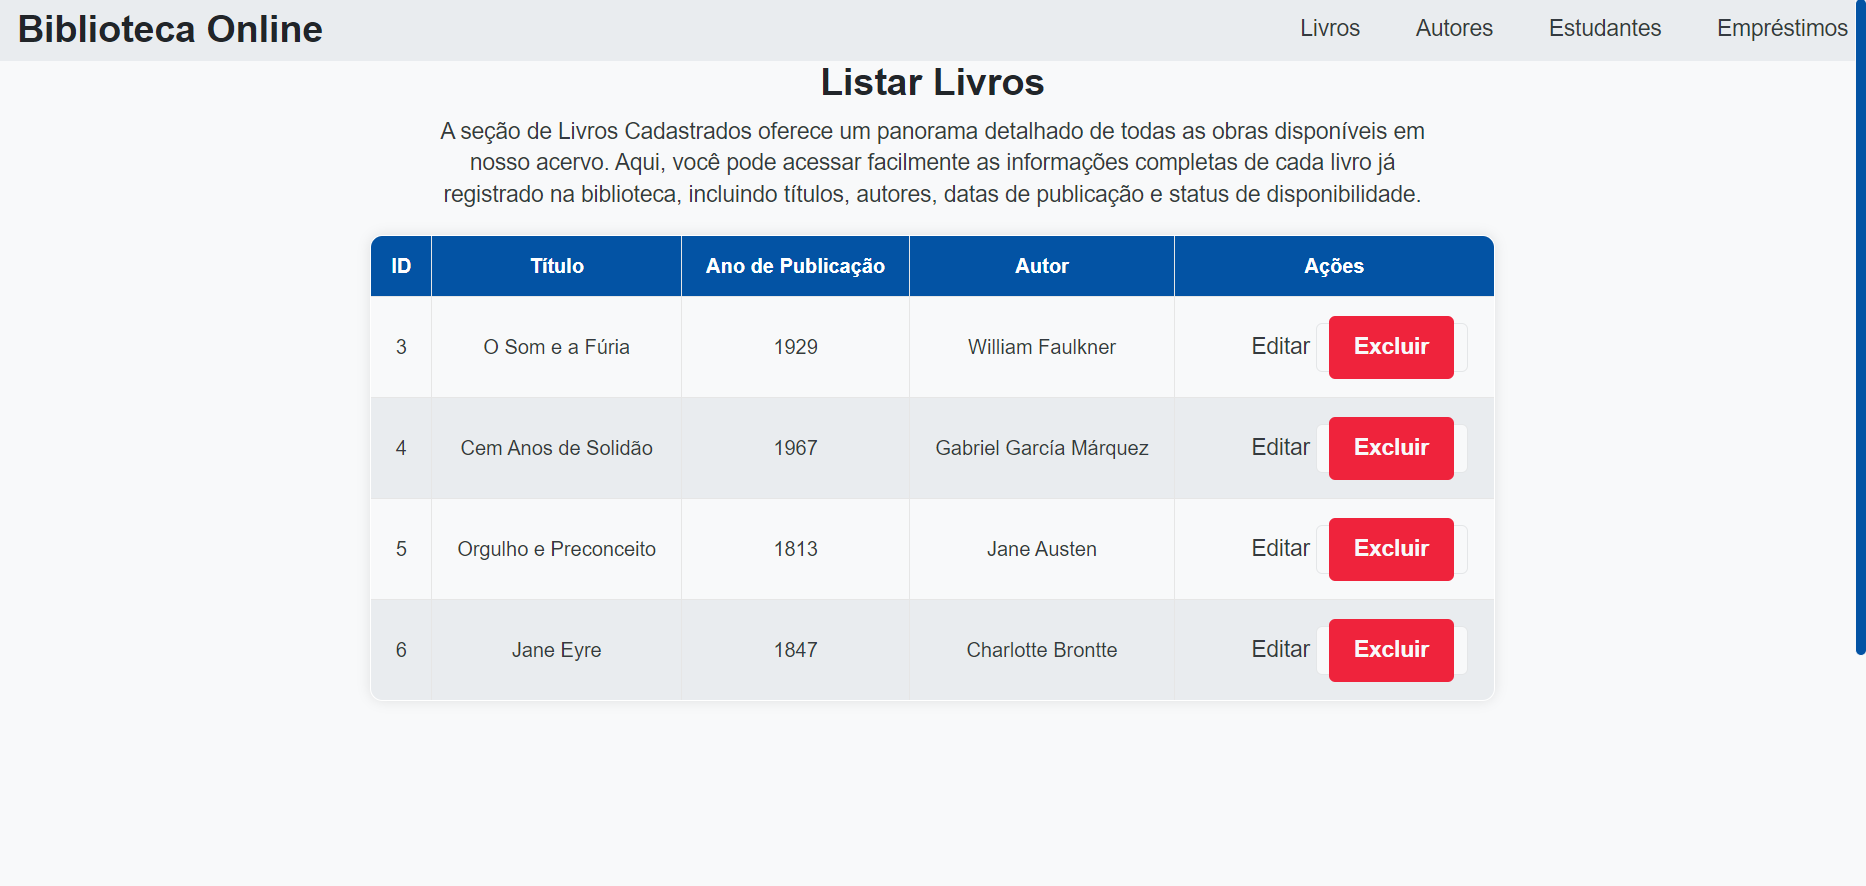 Biblioteca Online Livros Autores Estudantes Empréstimos
Listar Livros
A seção de Livros Cadastrados oferece um panorama detalhado de todas as obras disponíveis em
nosso acervo. Aqui, você pode acessar facilmente as informações completas de cada livro já
registrado na biblioteca, incluindo títulos, autores, datas de publicação e status de disponibilidade.
ID Título Ano de Publicação Autor Ações
3 O Som e a Fúria 1929 William Faulkner Editar Excluir
4 Cem Anos de Solidão 1967 Gabriel García Márquez Editar Excluir
5 Orgulho e Preconceito 1813 Jane Austen Editar Excluir
6 Jane Eyre 1847 Charlotte Brontte Editar Excluir